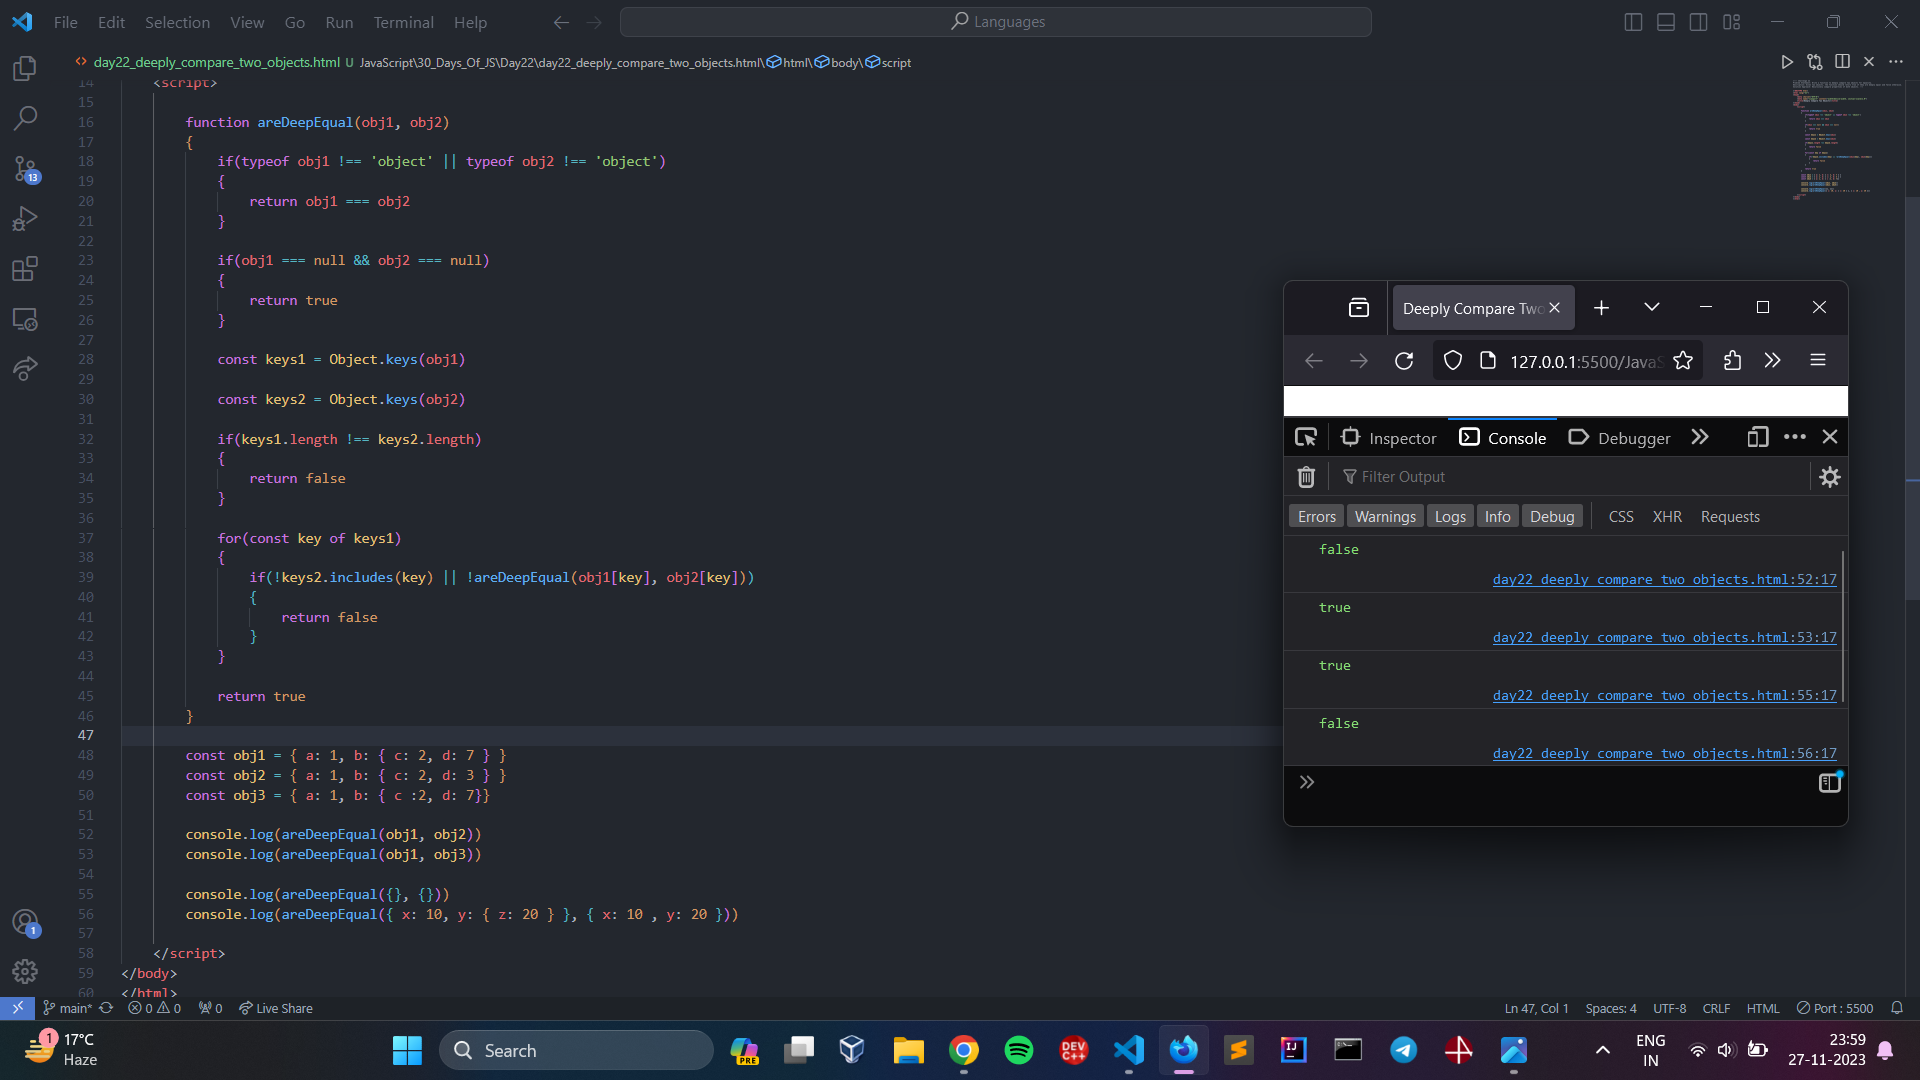 File Edit Selection View Go Run Terminal Help
Languages
day22_deeply_compare_two_objects.html U JavaScript\30_Days_Of_JS\Day22\day22_deeply_compare_two_objects.html\html\body\script
14 <script>
15
16 function areDeepEqual(obj1, obj2)
17 {
18 if(typeof obj1 !== 'object' || typeof obj2 !== 'object')
19 {
20 return obj1 === obj2
21 }
22
23 if(obj1 === null && obj2 === null)
24 {
25 return true
26 }
27
28 const keys1 = Object.keys(obj1)
29
30 const keys2 = Object.keys(obj2)
31
32 if(keys1.length !== keys2.length)
33 {
34 return false
35 }
36
37 for(const key of keys1)
38 {
39 if(!keys2.includes(key) || !areDeepEqual(obj1[key], obj2[key]))
40 {
41 return false
42 }
43 }
44
45 return true
46 }
47
48 const obj1 = { a: 1, b: { c: 2, d: 7 } }
49 const obj2 = { a: 1, b: { c: 2, d: 3 } }
50 const obj3 = { a: 1, b: { c :2, d: 7}}
51
52 console.log(areDeepEqual(obj1, obj2))
53 console.log(areDeepEqual(obj1, obj3))
54
55 console.log(areDeepEqual({}, {}))
56 console.log(areDeepEqual({ x: 10, y: { z: 20 } }, { x: 10 , y: 20 }))
57
58 </script>
59 </body>
60 </html>
13
1
Deeply Compare Two
127.0.0.1:5500/JavaS
Inspector Console Debugger
Filter Output
Errors Warnings Logs Info Debug CSS XHR Requests
false
day22_deeply_compare_two_objects.html:52:17
true
day22_deeply_compare_two_objects.html:53:17
true
day22_deeply_compare_two_objects.html:55:17
false
day22_deeply_compare_two_objects.html:56:17
main* 0 0 0 Live Share
Ln 47, Col 1 Spaces: 4 UTF-8 CRLF HTML Port : 5500
1
17°C
Haze
Search
PRE
DEV
C++
IJ
ENG
IN
23:59
27-11-2023